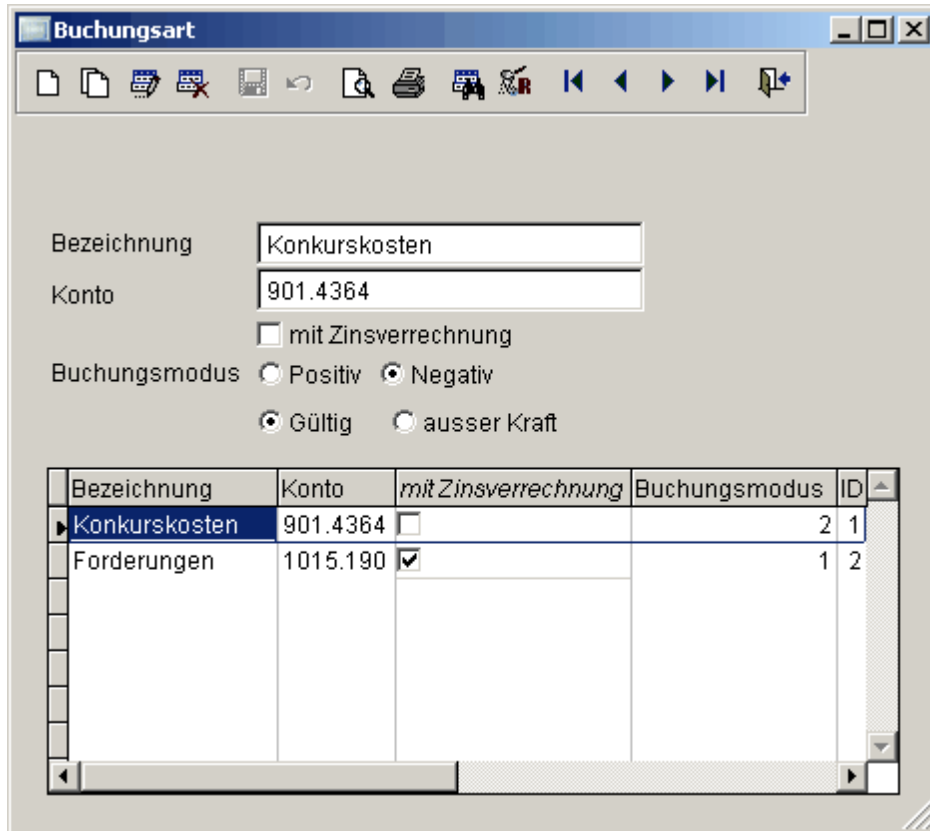 Buchungsart
R
Bezeichnung Konkurskosten
Konto 901.4364
mit Zinsverrechnung
Buchungsmodus Positiv Negativ
Gültig ausser Kraft
Bezeichnung Konto mit Zinsverrechnung Buchungsmodus ID
Konkurskosten 901.4364 2 1
Forderungen 1015.190 1 2